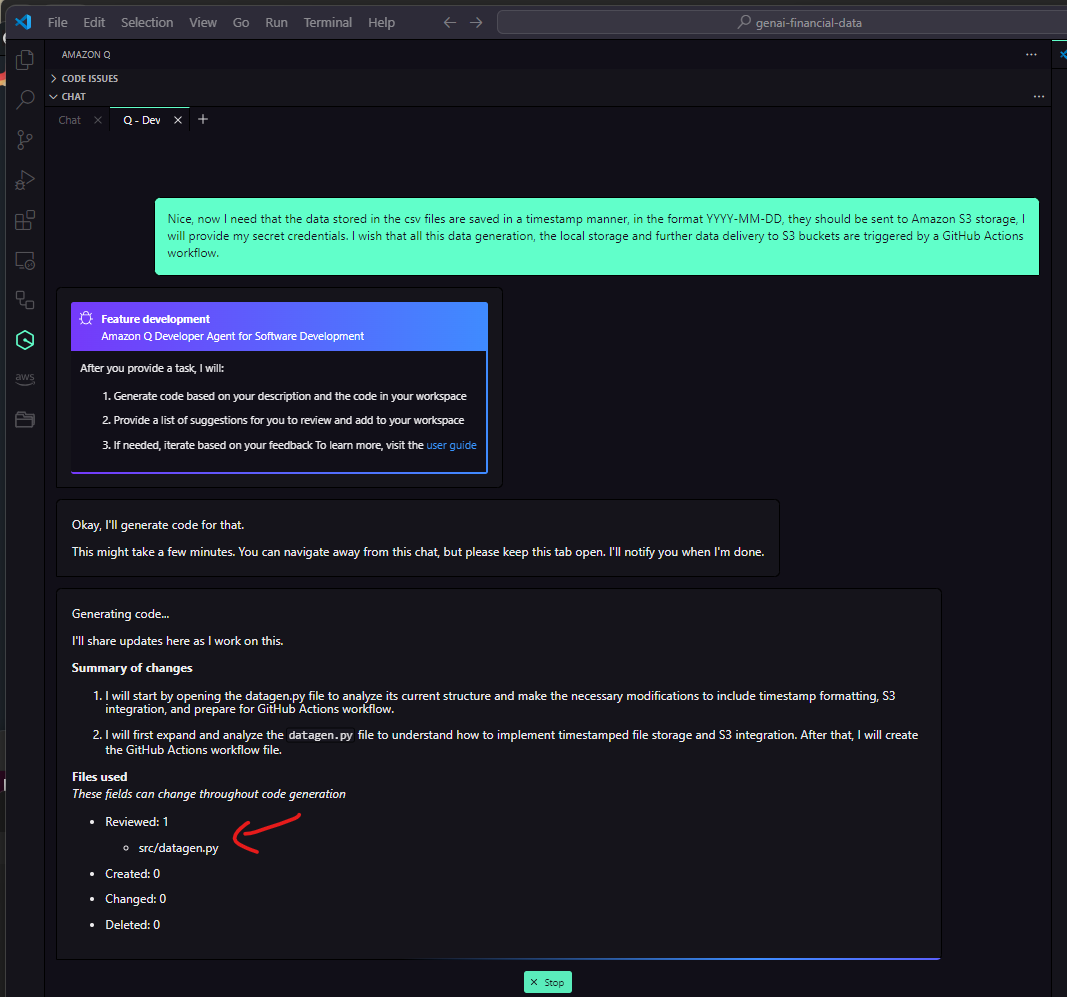 File Edit Selection View Go Run Terminal Help
genai-financial-data
AMAZON Q
CODE ISSUES
CHAT
Chat
Q - Dev
Nice, now I need that the data stored in the csv files are saved in a timestamp manner, in the format YYYY-MM-DD, they should be sent to Amazon S3 storage, I
will provide my secret credentials. I wish that all this data generation, the local storage and further data delivery to S3 buckets are triggered by a GitHub Actions
workflow.
Feature development
Amazon Q Developer Agent for Software Development
After you provide a task, I will:
1. Generate code based on your description and the code in your workspace
2. Provide a list of suggestions for you to review and add to your workspace
3. If needed, iterate based on your feedback To learn more, visit the user guide
Okay, I'll generate code for that.
This might take a few minutes. You can navigate away from this chat, but please keep this tab open. I'll notify you when I'm done.
Generating code...
I'll share updates here as I work on this.
Summary of changes
1. I will start by opening the datagen.py file to analyze its current structure and make the necessary modifications to include timestamp formatting, S3
integration, and prepare for GitHub Actions workflow.
2. I will first expand and analyze the datagen.py file to understand how to implement timestamped file storage and S3 integration. After that, I will create
the GitHub Actions workflow file.
Files used
These fields can change throughout code generation
Reviewed: 1
src/datagen.py
Created: 0
Changed: 0
Deleted: 0
Stop
aws